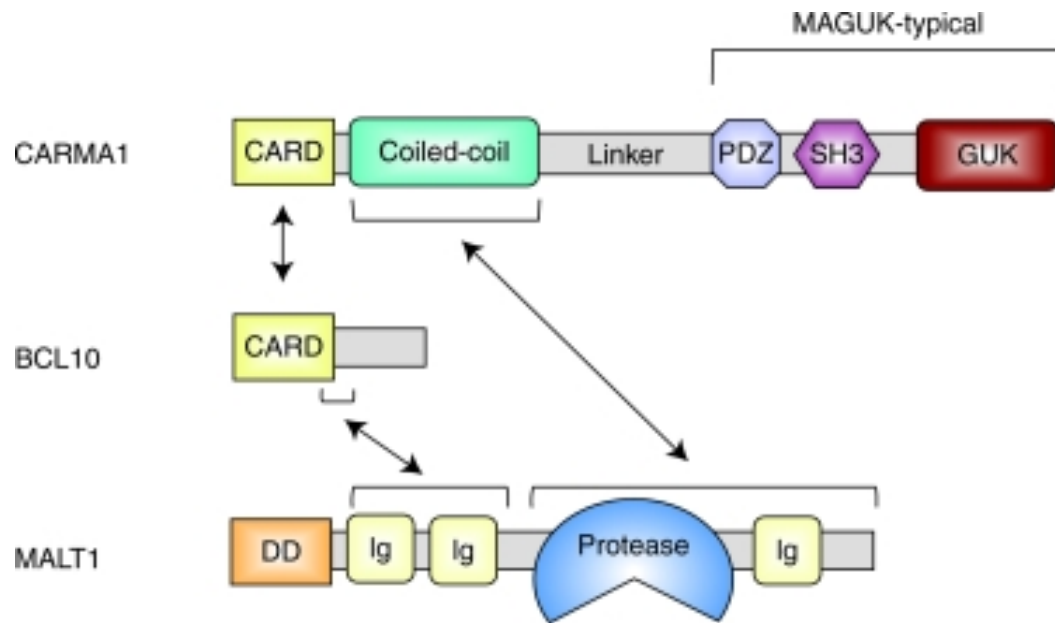 MAGUK-typical
CARMA1 CARD Coiled-coil Linker PDZ SH3 GUK
BCL10 CARD
MALT1 DD Ig Ig Protease Ig